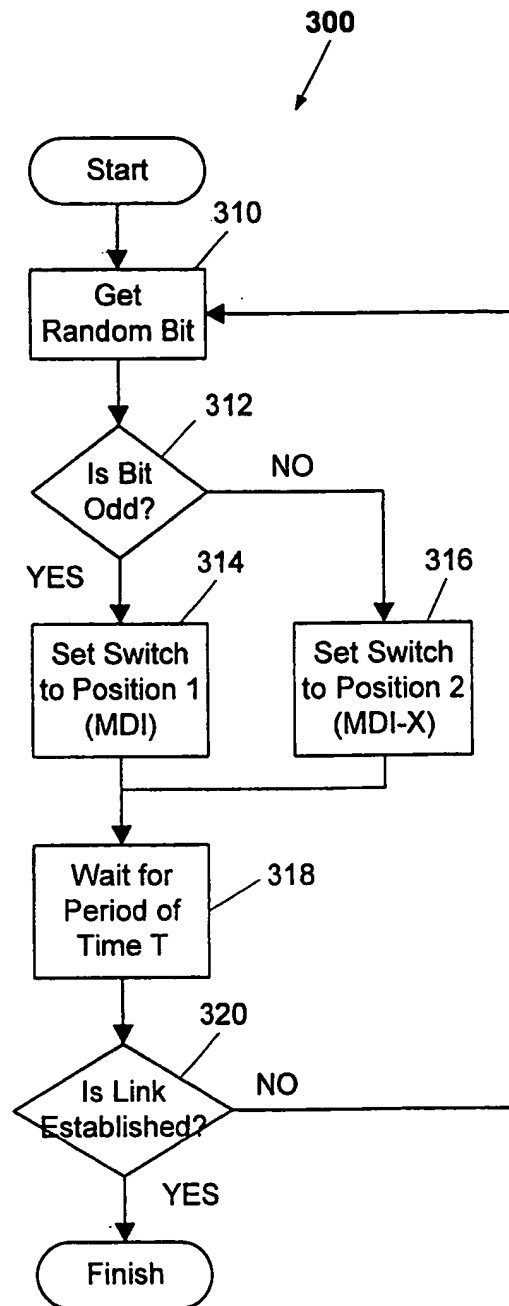 300
Start
310
Get
Random Bit
312
Is Bit
Odd?
NO
YES
314
316
Set Switch
to Position 1
(MDI)
Set Switch
to Position 2
(MDI-X)
Wait for
Period of
Time T
318
320
Is Link
Established?
NO
YES
Finish